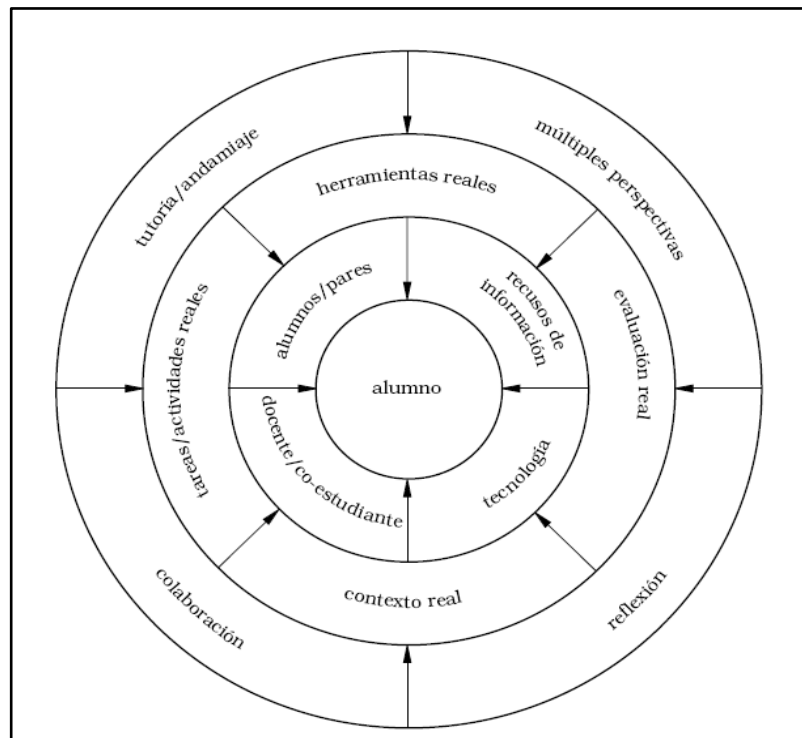 tutoría/andamiaje
múltiples perspectivas
herramientas reales
alumnos/pares
recusos de
información
tareas/actividades reales
evaluación real
alumno
docente/co-estudiante
tecnología
contexto real
colaboración
reflexión